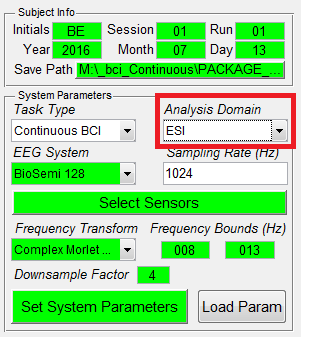 Subject Info
Initials BE Session 01 Run 01
Year 2016 Month 07 Day 13
Save Path M:\_bci_Continuous\PACKAGE_...
System Parameters
Task Type Analysis Domain
Continuous BCI ESI
EEG System Sampling Rate (Hz)
BioSemi 128 1024
Select Sensors
Frequency Transform Frequency Bounds (Hz)
Complex Morlet ... 008 013
Downsample Factor 4
Set System Parameters Load Param